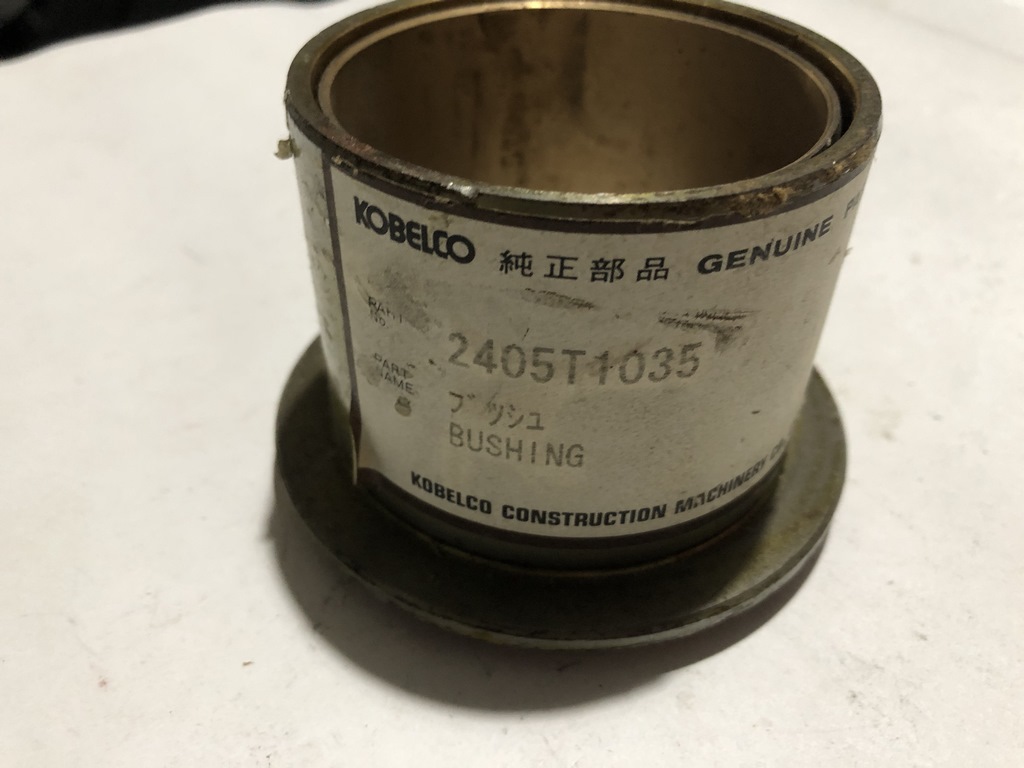 KOBELCO 純正部品 GENUINE
PART NO. 2405T1035
PART NAME ブッシュ
BUSHING
KOBELCO CONSTRUCTION MACHINERY